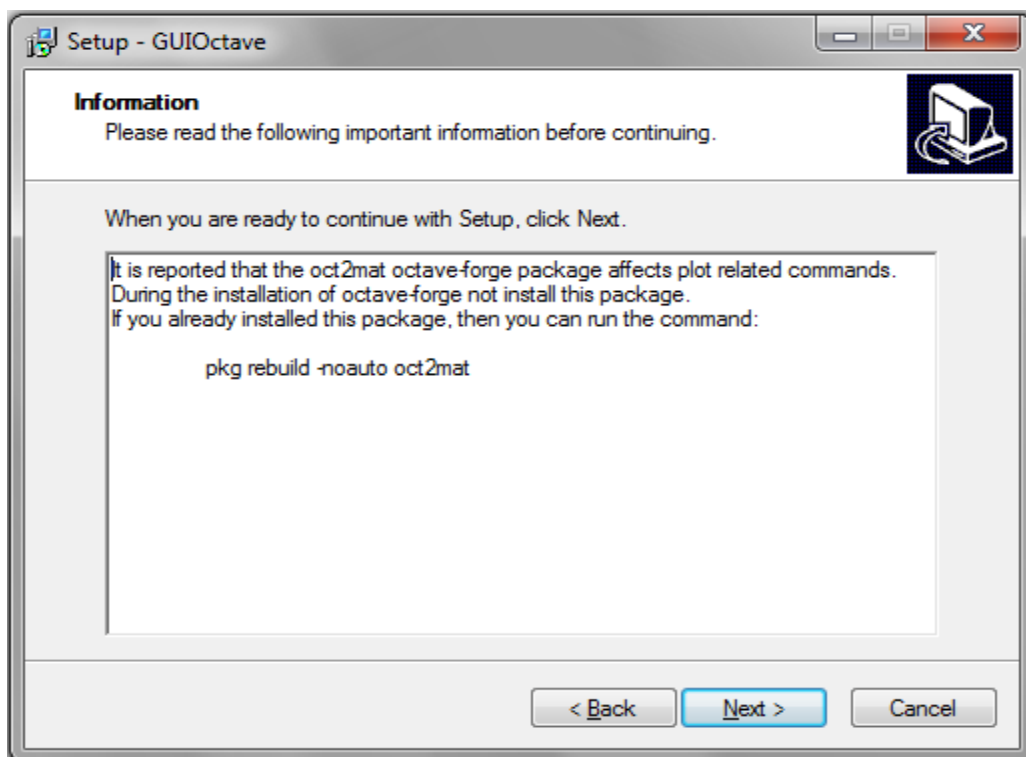 Setup - GUIOctave
Information
Please read the following important information before continuing.
When you are ready to continue with Setup, click Next.
It is reported that the oct2mat octave-forge package affects plot related commands.
During the installation of octave-forge not install this package.
If you already installed this package, then you can run the command:
pkg rebuild -noauto oct2mat
< Back
Next >
Cancel